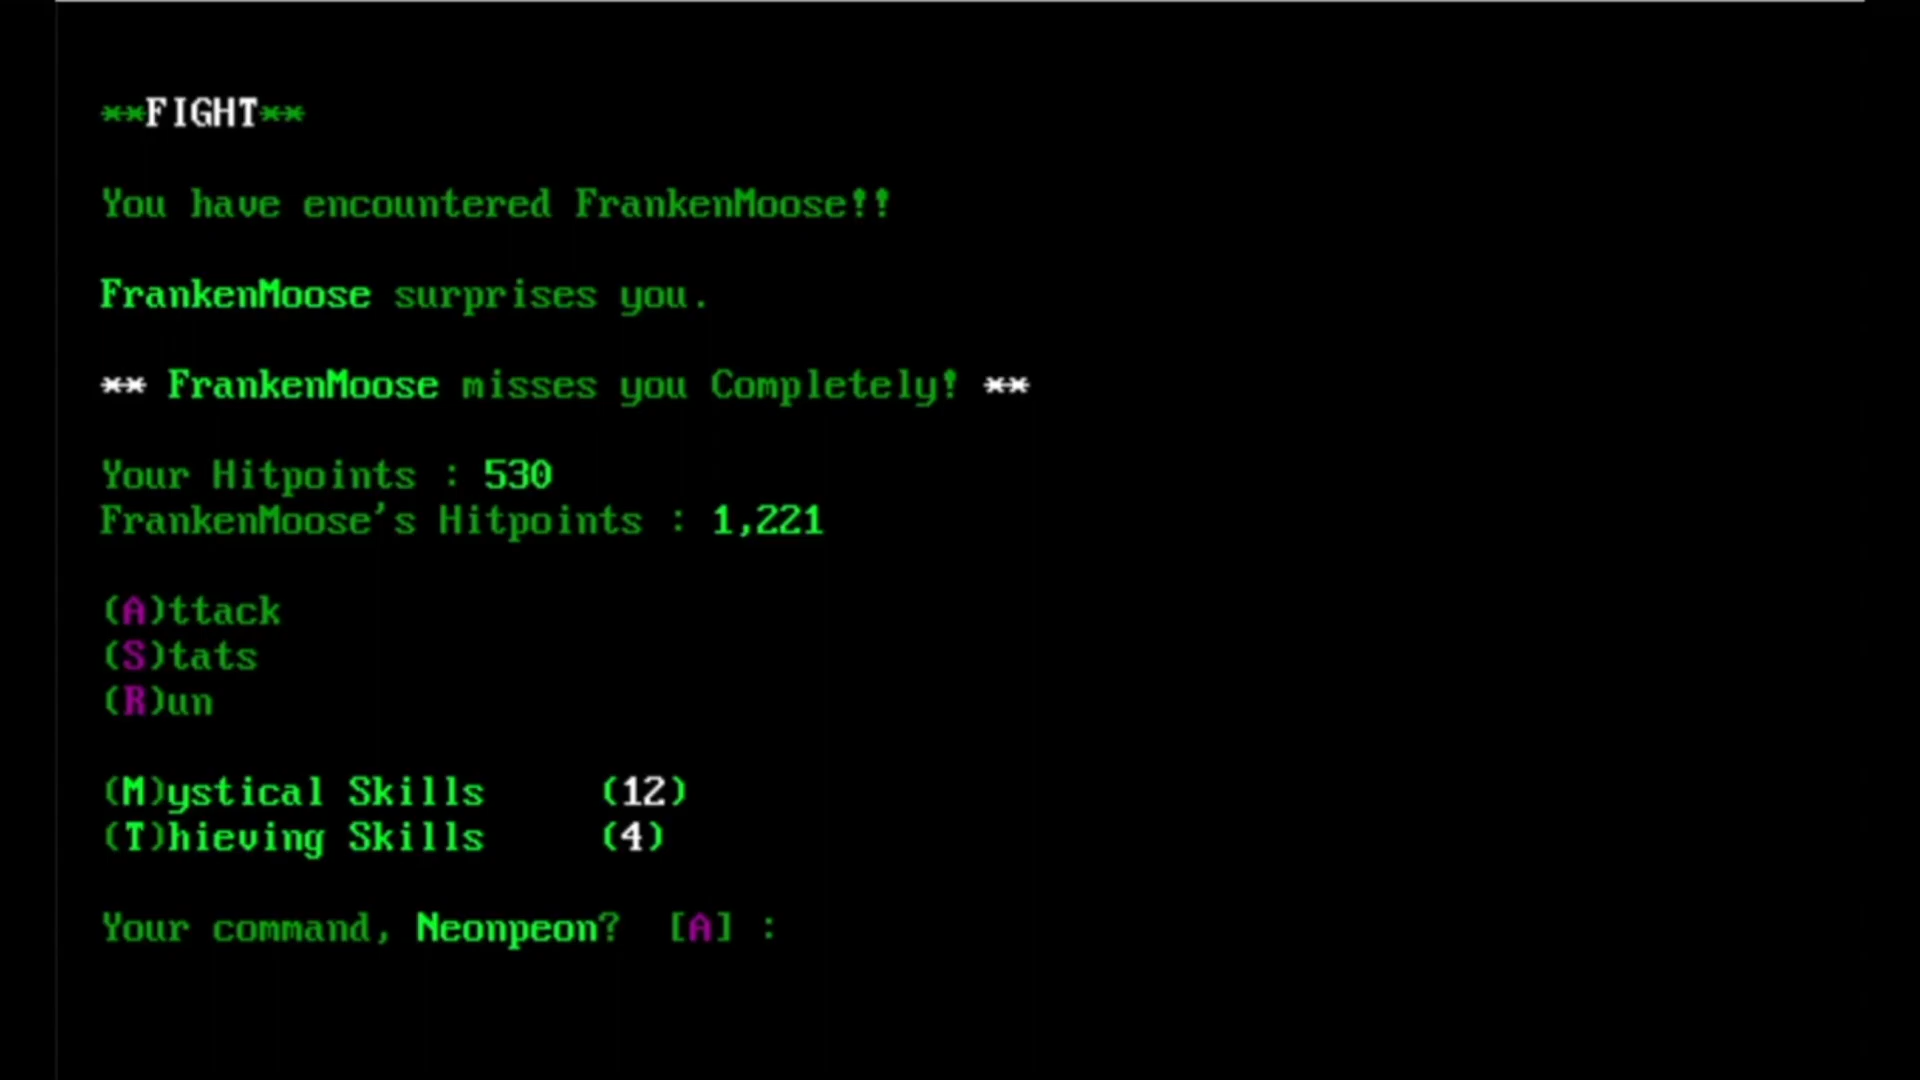 **FIGHT**
You have encountered FrankenMoose!!
FrankenMoose surprises you.
** FrankenMoose misses you Completely! **
Your Hitpoints : 530
FrankenMoose's Hitpoints : 1,221
(A)ttack
(S)tats
(R)un
(M)ystical Skills     (12)
(T)hieving Skills     (4)
Your command, Neonpeon?  [A] :